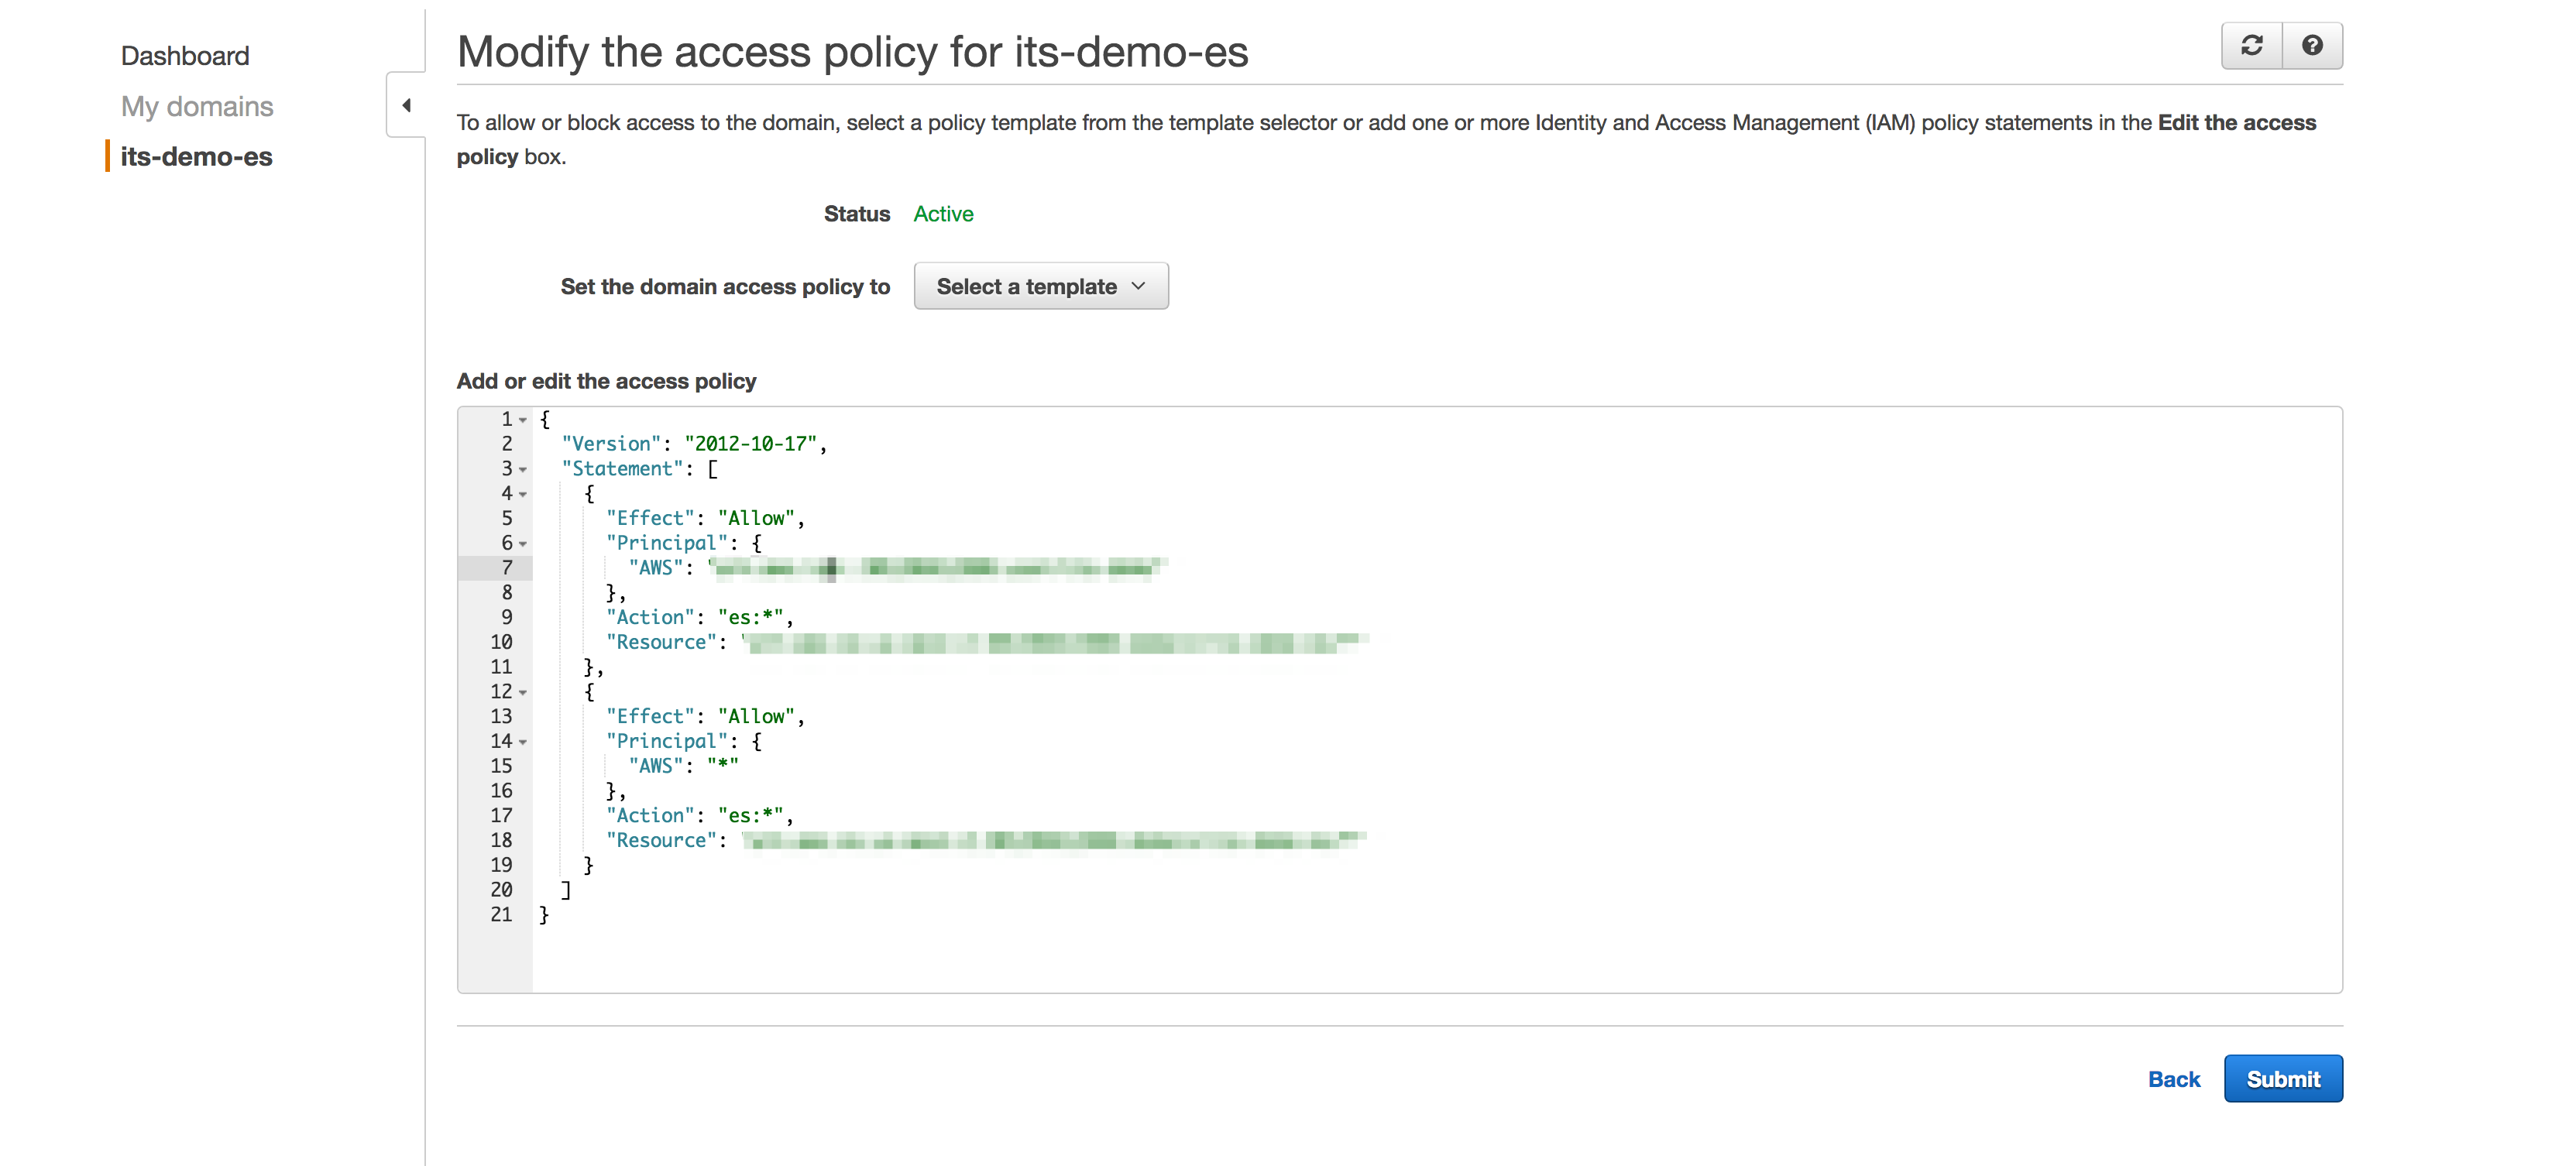 Dashboard
My domains
its-demo-es
Modify the access policy for its-demo-es
To allow or block access to the domain, select a policy template from the template selector or add one or more Identity and Access Management (IAM) policy statements in the Edit the access
policy box.
Status Active
Set the domain access policy to Select a template
Add or edit the access policy
1 {
2 "Version": "2012-10-17",
3 "Statement": [
4 {
5 "Effect": "Allow",
6 "Principal": {
7 "AWS":
8 },
9 "Action": "es:*",
10 "Resource":
11 },
12 {
13 "Effect": "Allow",
14 "Principal": {
15 "AWS": "*"
16 },
17 "Action": "es:*",
18 "Resource":
19 }
20 ]
21 }
Back Submit